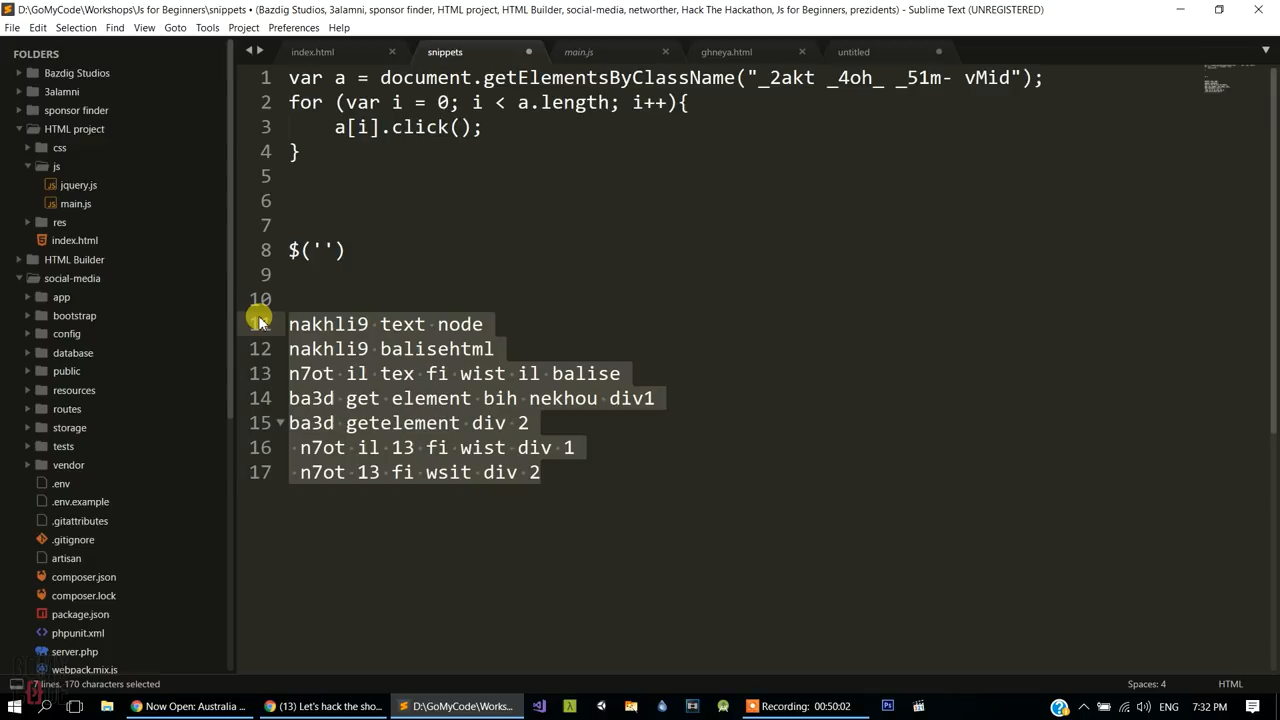 D:\GoMyCode\Workshops\Js for Beginners\snippets • (Bazdig Studios, 3alamni, sponsor finder, HTML project, HTML Builder, social-media, networther, Hack The Hackathon, Js for Beginners, prezidents) - Sublime Text (UNREGISTERED)
File Edit Selection Find View Goto Tools Project Preferences Help
FOLDERS
Bazdig Studios
3alamni
sponsor finder
HTML project
css
js
jquery.js
main.js
res
index.html
HTML Builder
social-media
app
bootstrap
config
database
public
resources
routes
storage
tests
vendor
.env
.env.example
.gitattributes
.gitignore
artisan
composer.json
composer.lock
package.json
phpunit.xml
server.php
webpack.mix.js
index.html snippets main.js ghneya.html untitled
1 var a = document.getElementsByClassName("_2akt _4oh_ _51m- vMid");
2 for (var i = 0; i < a.length; i++){
3 a[i].click();
4 }
5
6
7
8 $('')
9
10
nakhli9 text node
12 nakhli9 balisehtml
13 n7ot il tex fi wist il balise
14 ba3d get element bih nekhou div1
15 ba3d getelement div 2
16 n7ot il 13 fi wist div 1
17 n7ot 13 fi wsit div 2
7 lines, 170 characters selected
Spaces: 4 HTML
Now Open: Australia ... (13) Let's hack the sho... D:\GoMyCode\Works... Recording: 00:50:02 ENG 7:32 PM